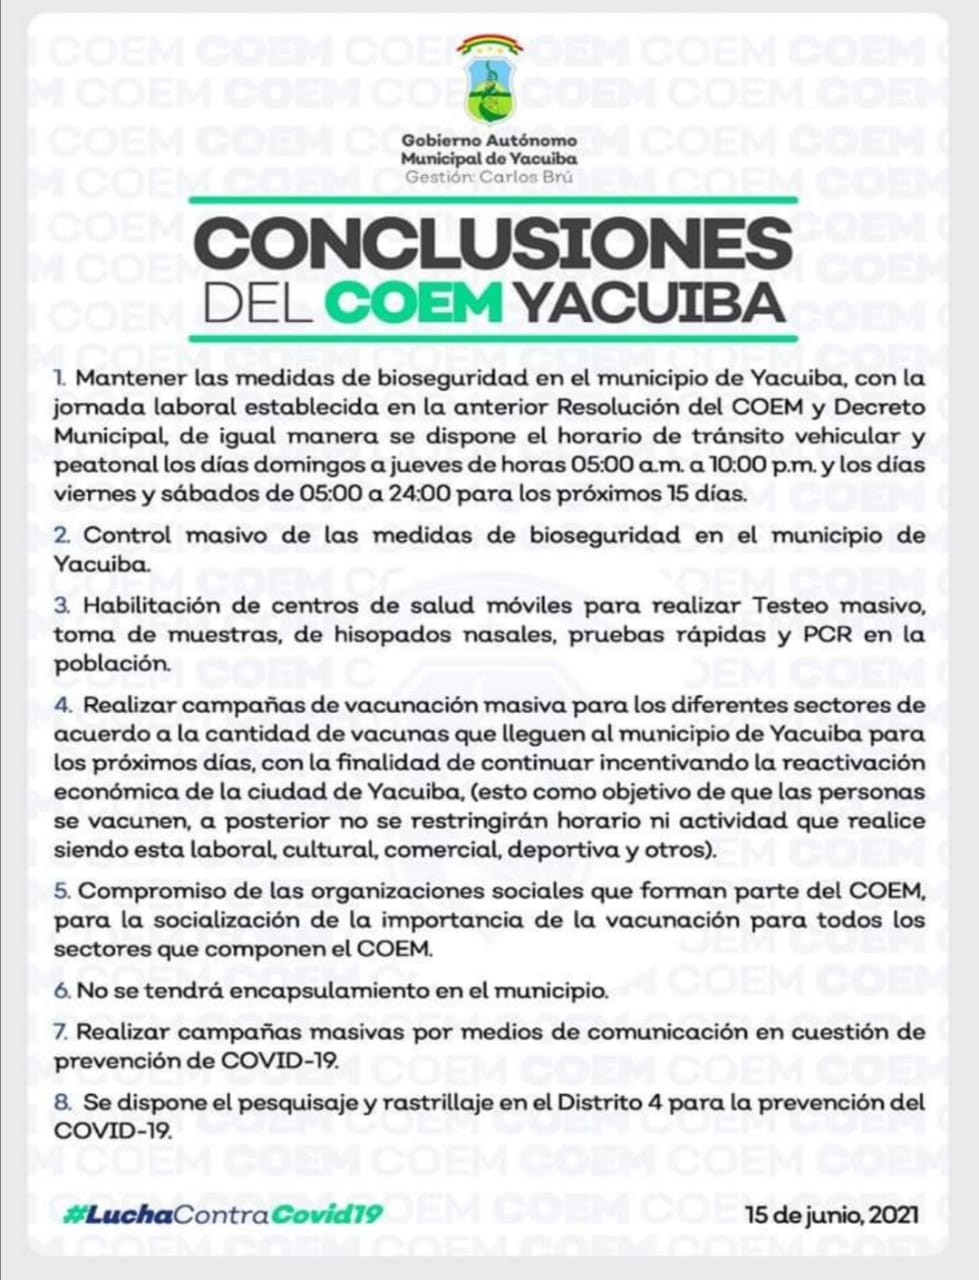 Gobierno Autónomo
Municipal de Yacuiba
Gestión: Carlos Brú
CONCLUSIONES
DEL COEM YACUIBA
1. Mantener las medidas de bioseguridad en el municipio de Yacuiba, con la
jornada laboral establecida en la anterior Resolución del COEM y Decreto
Municipal, de igual manera se dispone el horario de tránsito vehicular y
peatonal los días domingos a jueves de horas 05:00 a.m. a 10:00 p.m. y los días
viernes y sábados de 05:00 a 24:00 para los próximos 15 días.
2. Control masivo de las medidas de bioseguridad en el municipio de
Yacuiba.
3. Habilitación de centros de salud móviles para realizar Testeo masivo,
toma de muestras, de hisopados nasales, pruebas rápidas y PCR en la
población.
4. Realizar campañas de vacunación masiva para los diferentes sectores de
acuerdo a la cantidad de vacunas que lleguen al municipio de Yacuiba para
los próximos días, con la finalidad de continuar incentivando la reactivación
económica de la ciudad de Yacuiba, (esto como objetivo de que las personas
se vacunen, a posterior no se restringirán horario ni actividad que realice
siendo esta laboral, cultural, comercial, deportiva y otros).
5. Compromiso de las organizaciones sociales que forman parte del COEM,
para la socialización de la importancia de la vacunación para todos los
sectores que componen el COEM.
6. No se tendrá encapsulamiento en el municipio.
7. Realizar campañas masivas por medios de comunicación en cuestión de
prevención de COVID-19.
8. Se dispone el pesquisaje y rastrillaje en el Distrito 4 para la prevención del
COVID-19.
#LuchaContraCovid19
15 de junio, 2021